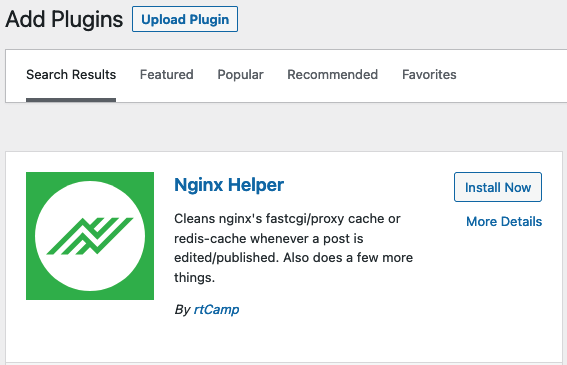 Add Plugins Upload Plugin
Search Results Featured Popular Recommended Favorites
Nginx Helper
Install Now
More Details
Cleans nginx's fastcgi/proxy cache or
redis-cache whenever a post is
edited/published. Also does a few more
things.
By rtCamp